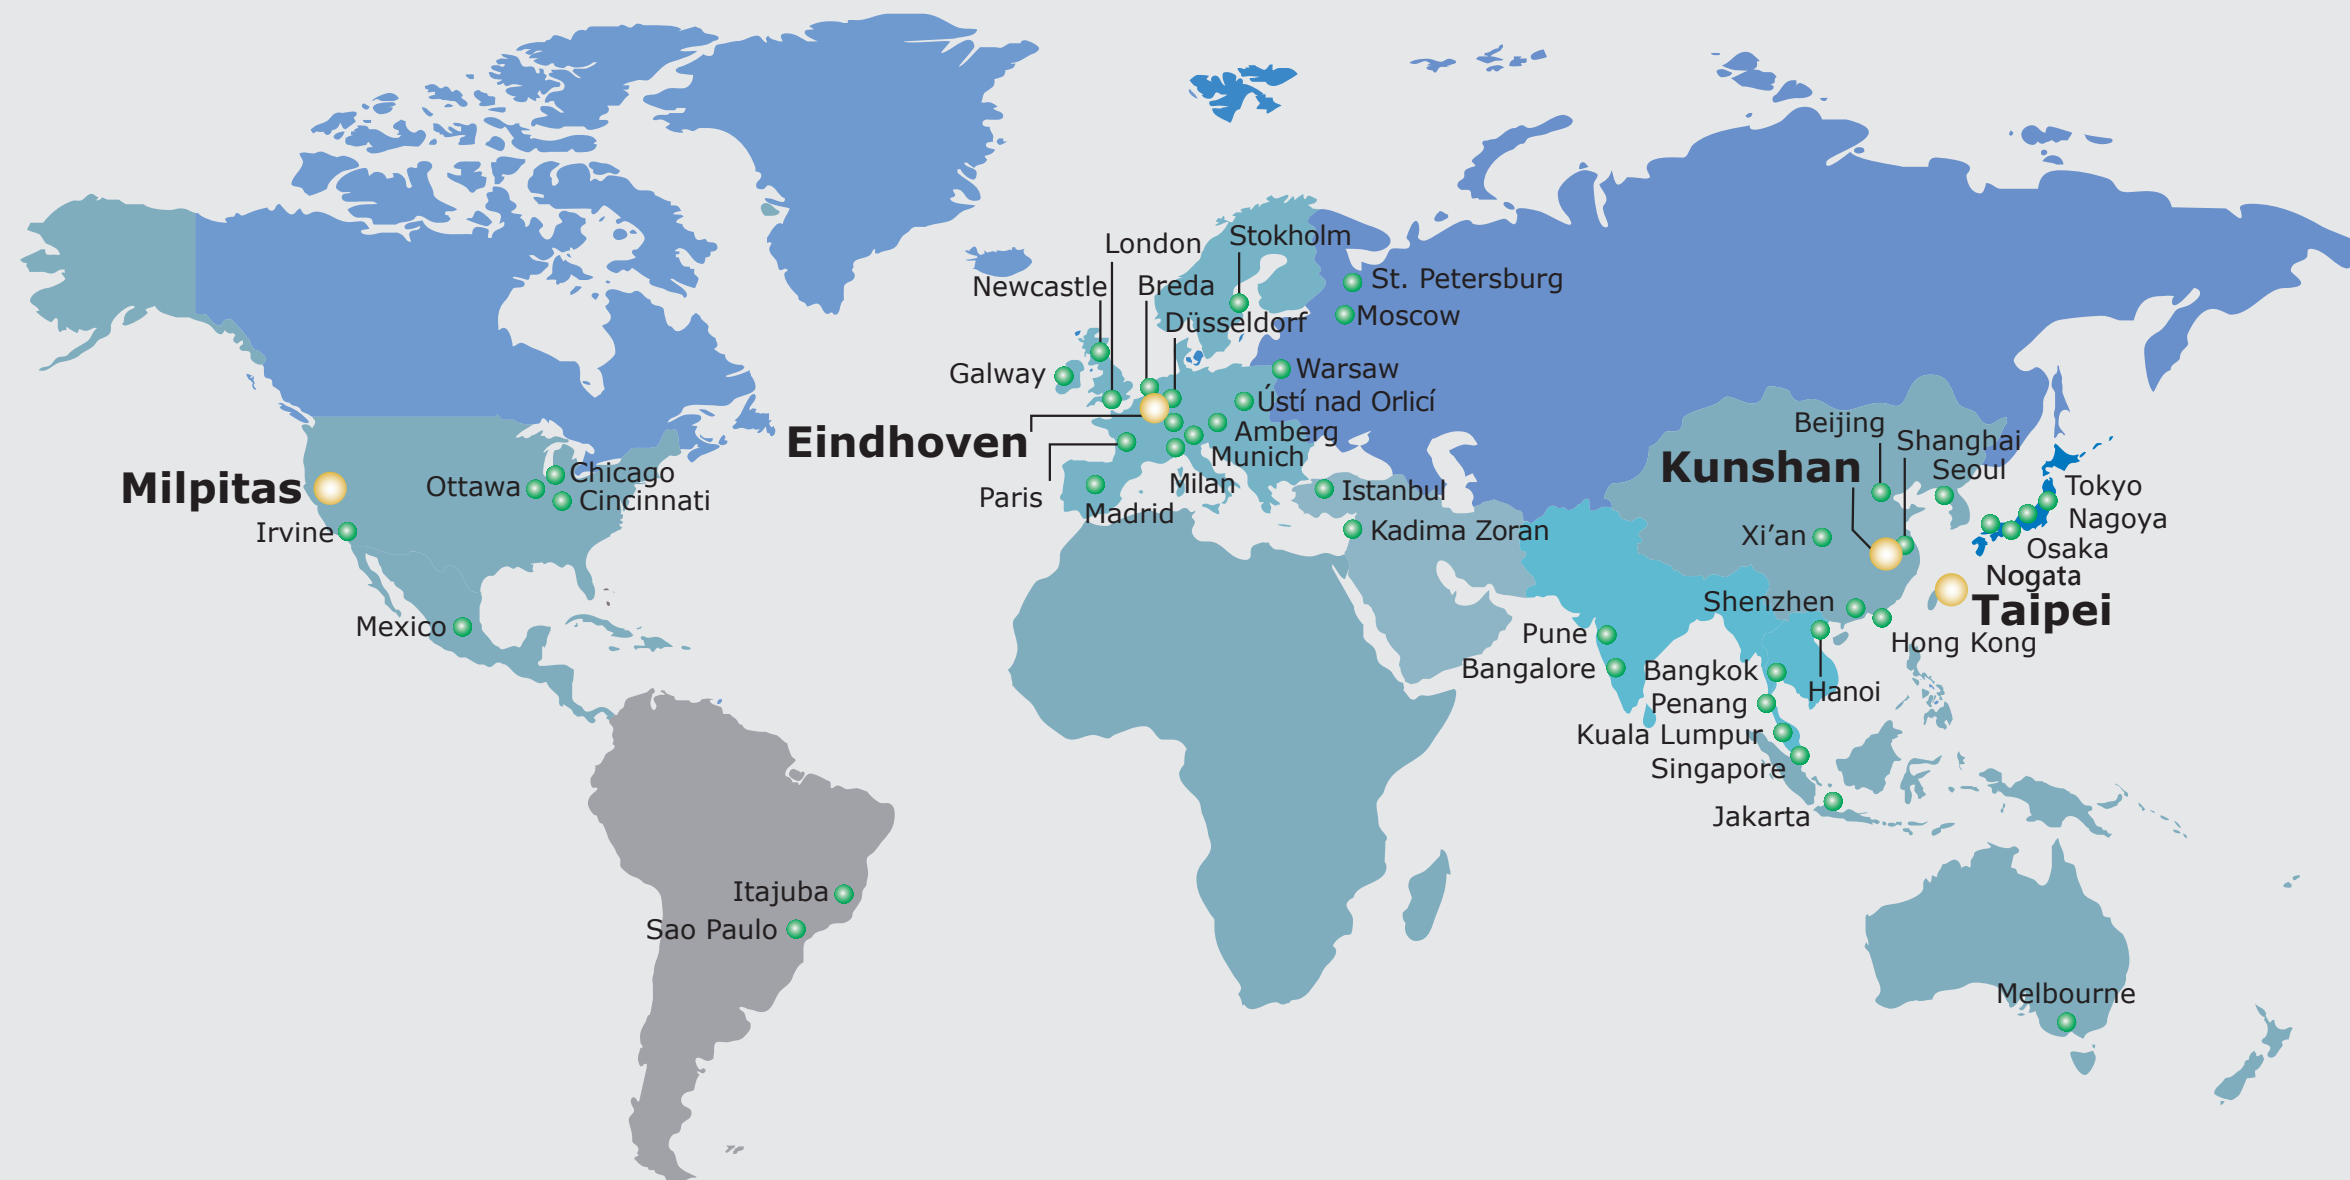 London
Stokholm
Newcastle
Breda
St. Petersburg
Düsseldorf
Moscow
Galway
Warsaw
Ústí nad Orlicí
Eindhoven
Amberg
Munich
Paris
Milan
Madrid
Istanbul
Kadima Zoran
Milpitas
Ottawa
Chicago
Cincinnati
Irvine
Mexico
Itajuba
Sao Paulo
Beijing
Shanghai
Kunshan
Seoul
Tokyo
Nagoya
Xi’an
Osaka
Nogata
Taipei
Shenzhen
Hong Kong
Pune
Bangalore
Bangkok
Hanoi
Penang
Kuala Lumpur
Singapore
Jakarta
Melbourne